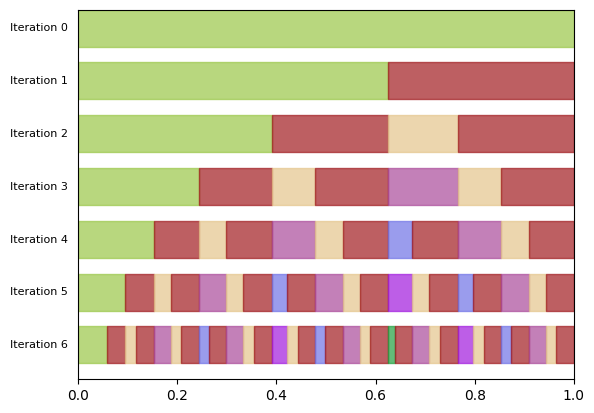 Iteration 0
Iteration 1
Iteration 2
Iteration 3
Iteration 4
Iteration 5
Iteration 6
0.0 0.2 0.4 0.6 0.8 1.0